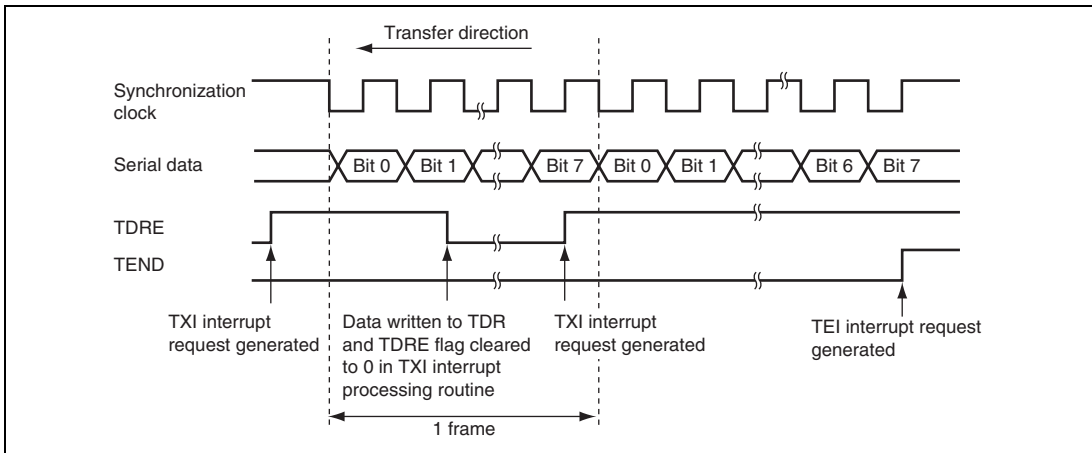 Transfer direction
Synchronization
clock
Serial data
Bit 0
Bit 1
Bit 7
Bit 0
Bit 1
Bit 6
Bit 7
TDRE
TEND
TXI interrupt
request generated
Data written to TDR
and TDRE flag cleared
to 0 in TXI interrupt
processing routine
TXI interrupt
request generated
TEI interrupt request
generated
1 frame